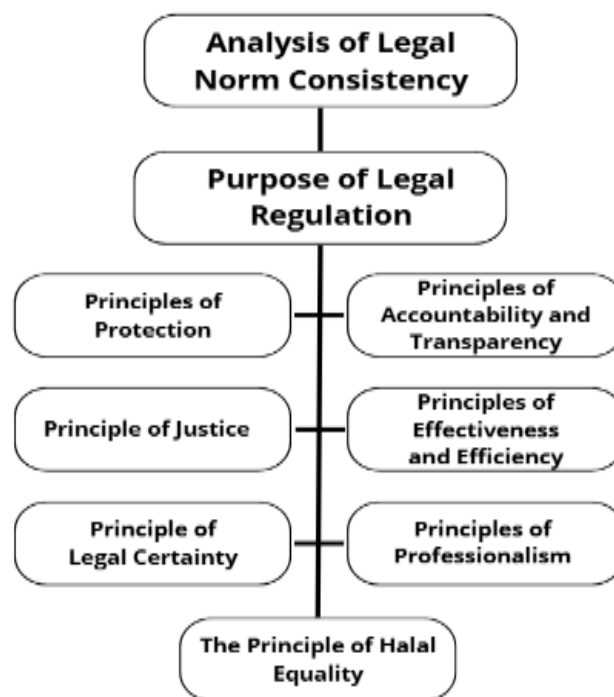 Analysis of Legal
Norm Consistency
Purpose of Legal
Regulation
Principles of
Protection
Principles of
Accountability and
Transparency
Principle of Justice
Principles of
Effectiveness
and Efficiency
Principle of
Legal Certainty
Principles of
Professionalism
The Principle of Halal
Equality